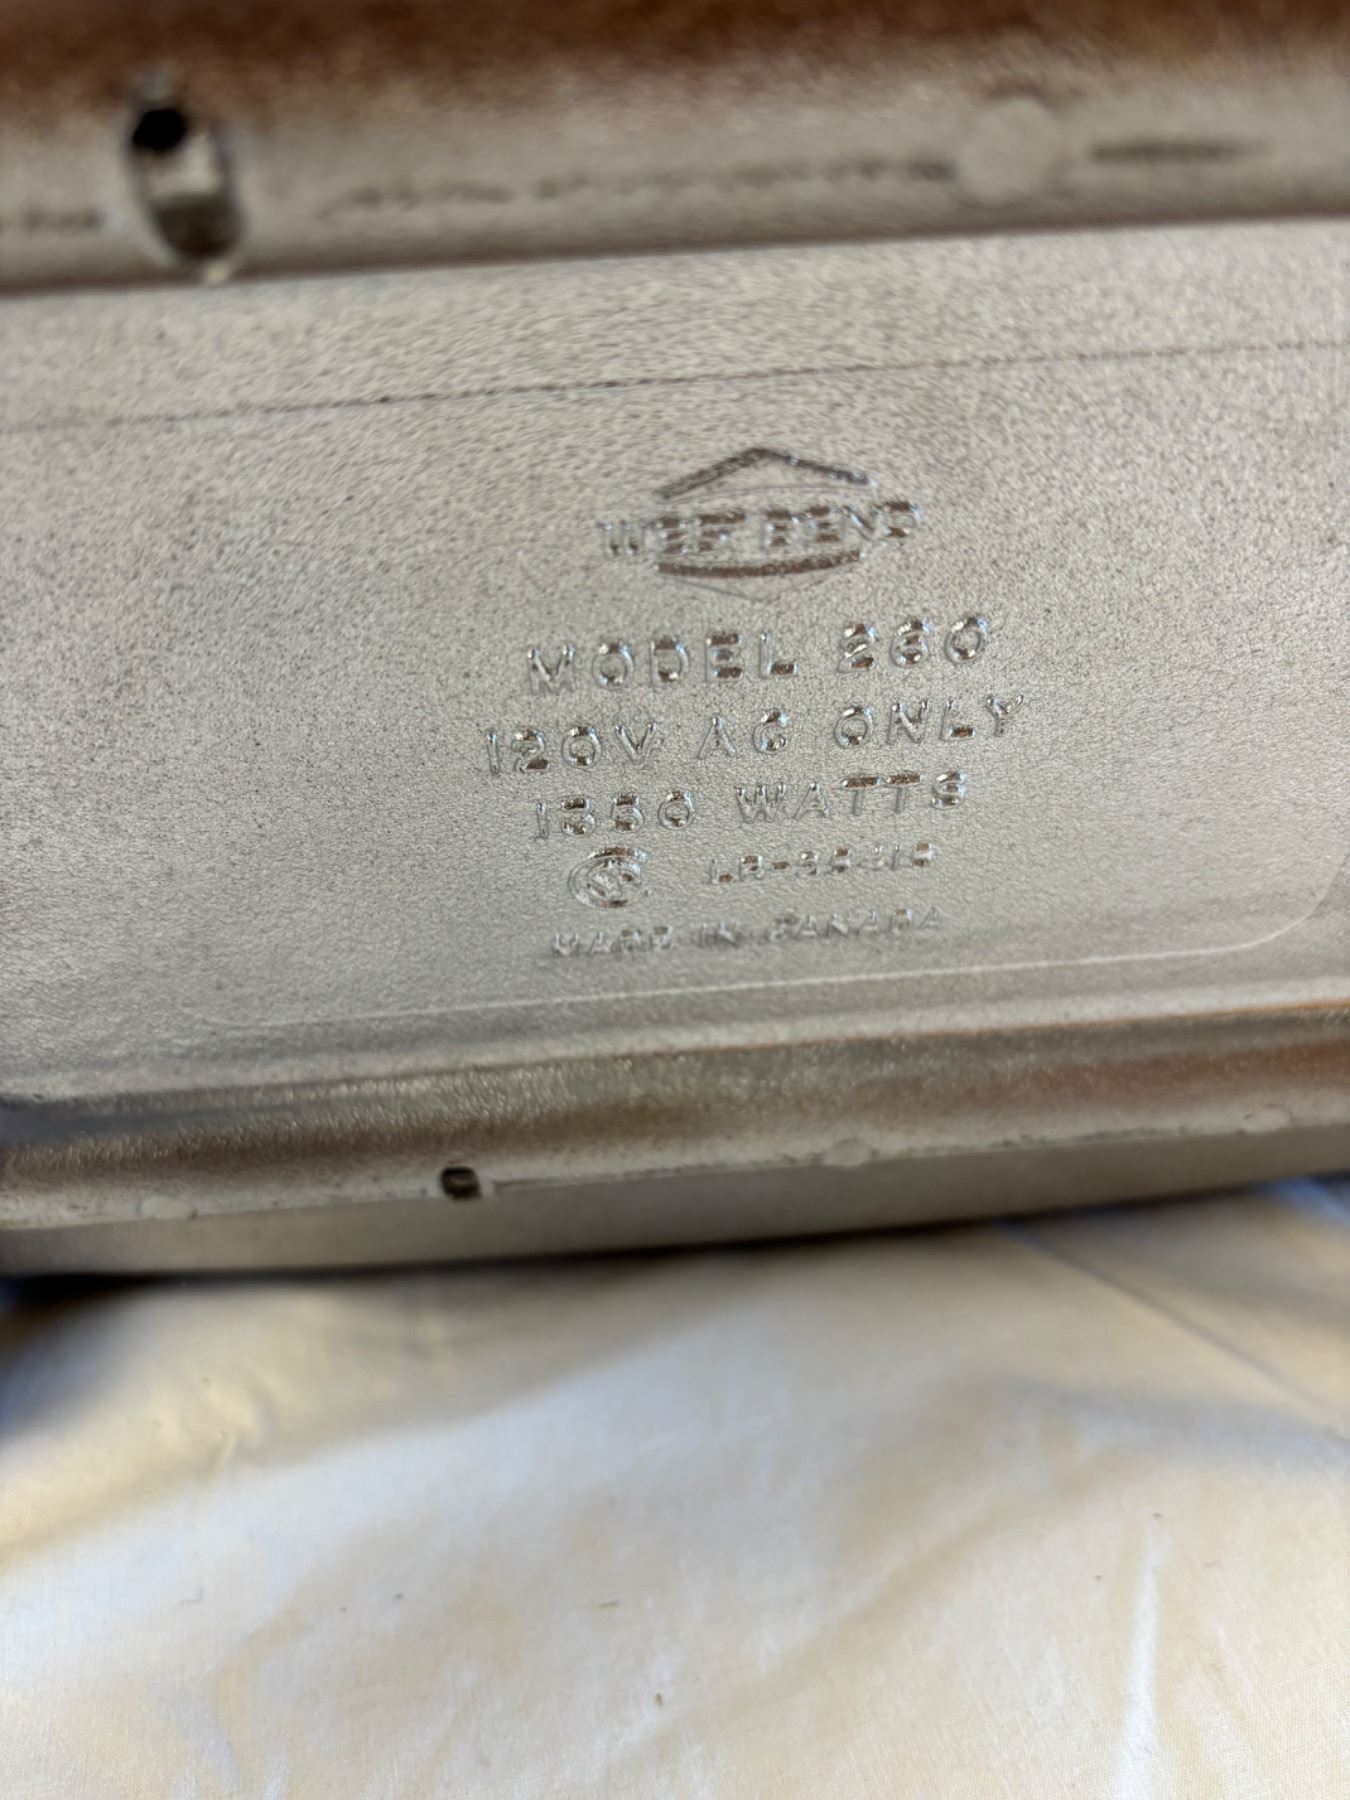 WEST BEND
MODEL 260
120V AC ONLY
1350 WATTS
MADE IN CANADA